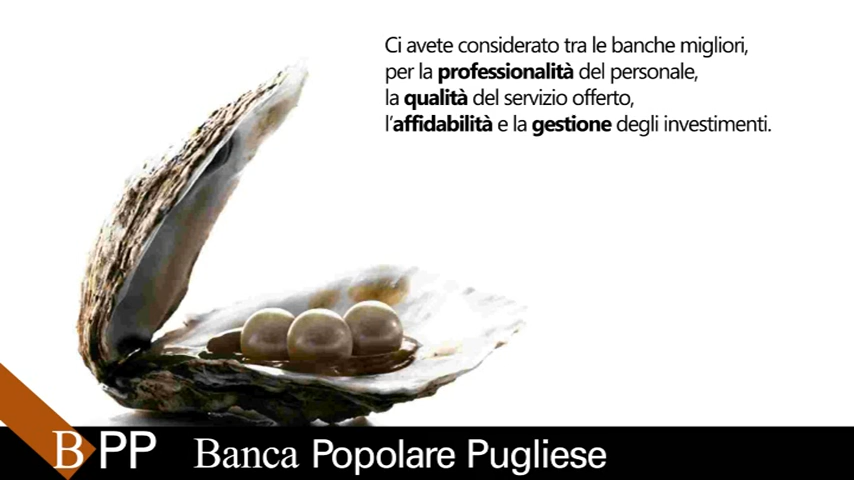 Ci avete considerato tra le banche migliori,
per la professionalità del personale,
la qualità del servizio offerto,
l'affidabilità e la gestione degli investimenti.
BPP Banca Popolare Pugliese